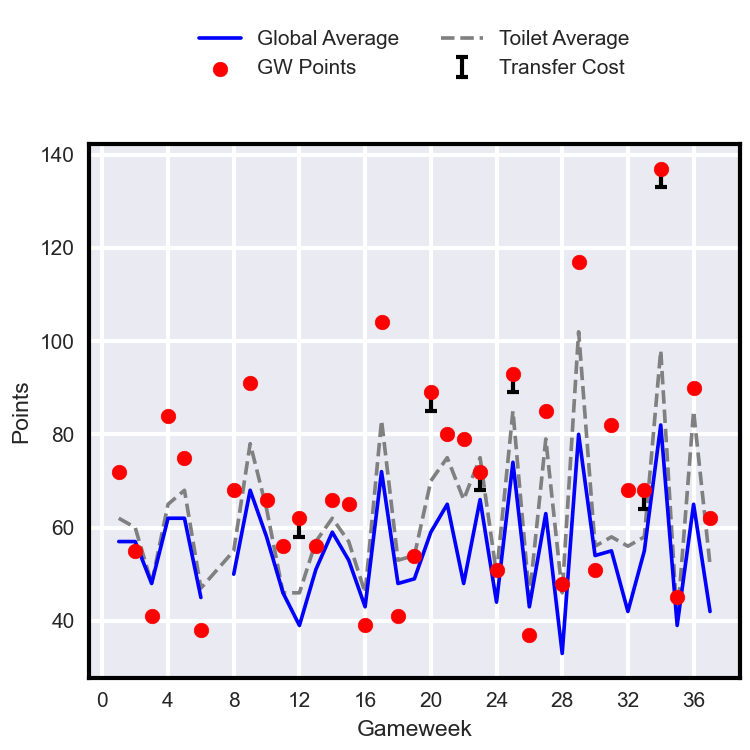 Global Average
Toilet Average
GW Points
Transfer Cost
140
120
100
80
60
40
Points
0 4 8 12 16 20 24 28 32 36
Gameweek